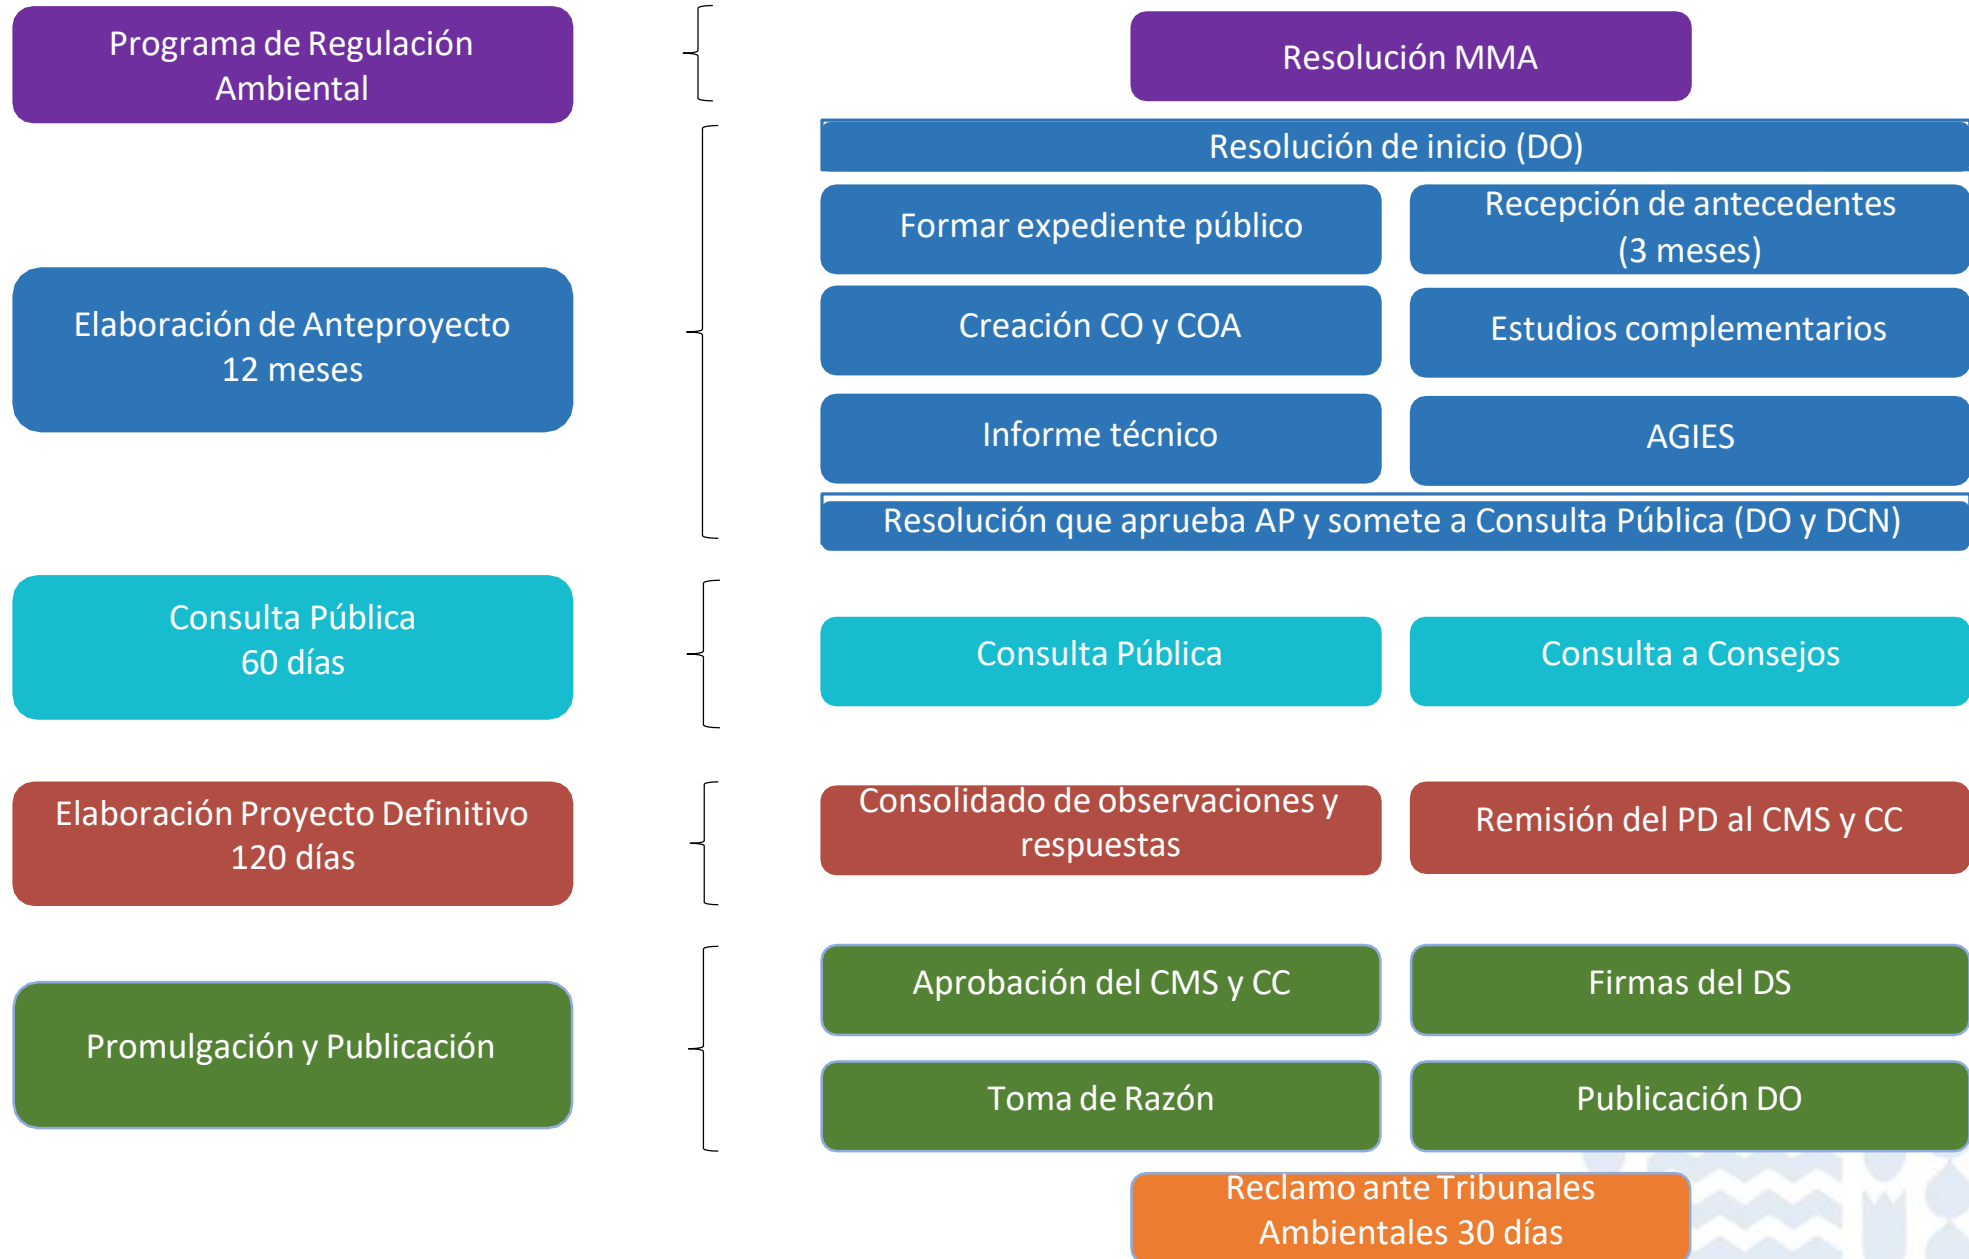 Programa de Regulación
Ambiental
Resolución MMA
Elaboración de Anteproyecto
12 meses
Resolución de inicio (DO)
Formar expediente público
Recepción de antecedentes
(3 meses)
Creación CO y COA
Estudios complementarios
Informe técnico
AGIES
Resolución que aprueba AP y somete a Consulta Pública (DO y DCN)
Consulta Pública
60 días
Consulta Pública
Consulta a Consejos
Elaboración Proyecto Definitivo
120 días
Consolidado de observaciones y
respuestas
Remisión del PD al CMS y CC
Promulgación y Publicación
Aprobación del CMS y CC
Firmas del DS
Toma de Razón
Publicación DO
Reclamo ante Tribunales
Ambientales 30 días